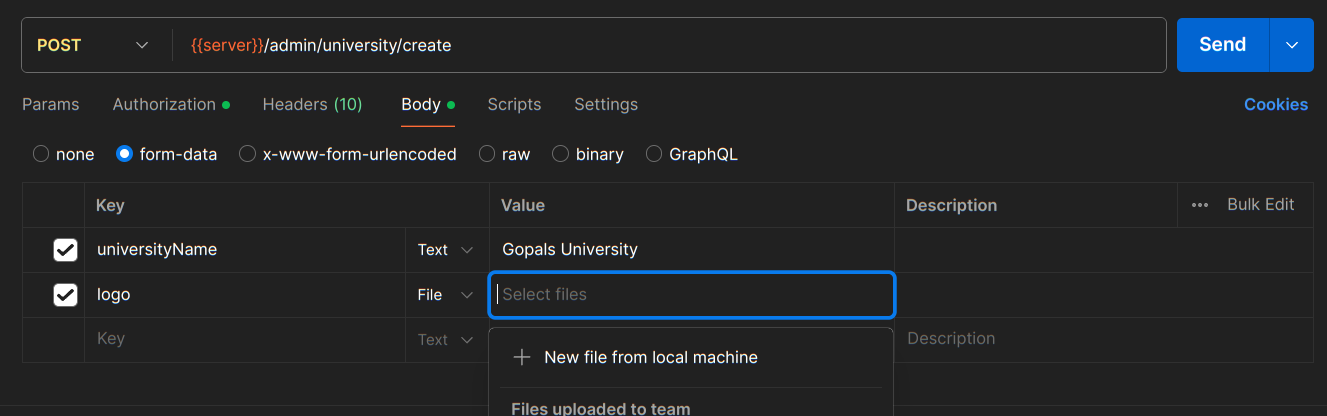 POST {{server}}/admin/university/create Send
Params Authorization Headers (10) Body Scripts Settings Cookies
none form-data x-www-form-urlencoded raw binary GraphQL
Key Value Description Bulk Edit
universityName Text Gopals University
logo File Select files
Key Text Description
New file from local machine
Files uploaded to team